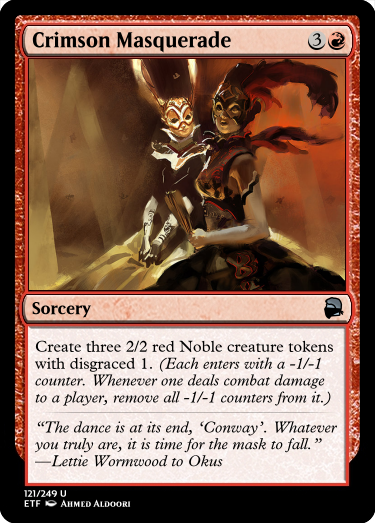 Crimson Masquerade 3
Sorcery
Create three 2/2 red Noble creature tokens
with disgraced 1. (Each enters with a -1/-1
counter. Whenever one deals combat damage
to a player, remove all -1/-1 counters from it.)
“The dance is at its end, ‘Conway’. Whatever
you truly are, it is time for the mask to fall.”
—Lettie Wormwood to Okus
121/249 U
ETF Ahmed Aldoori